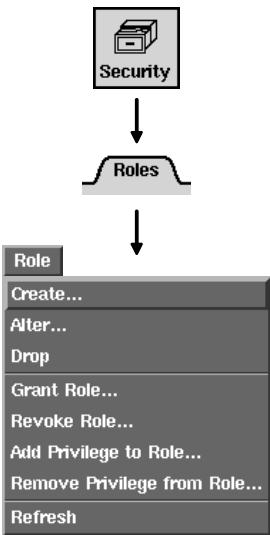 Security
Roles
Role
Create...
Alter...
Drop
Grant Role...
Revoke Role...
Add Privilege to Role...
Remove Privilege from Role...
Refresh